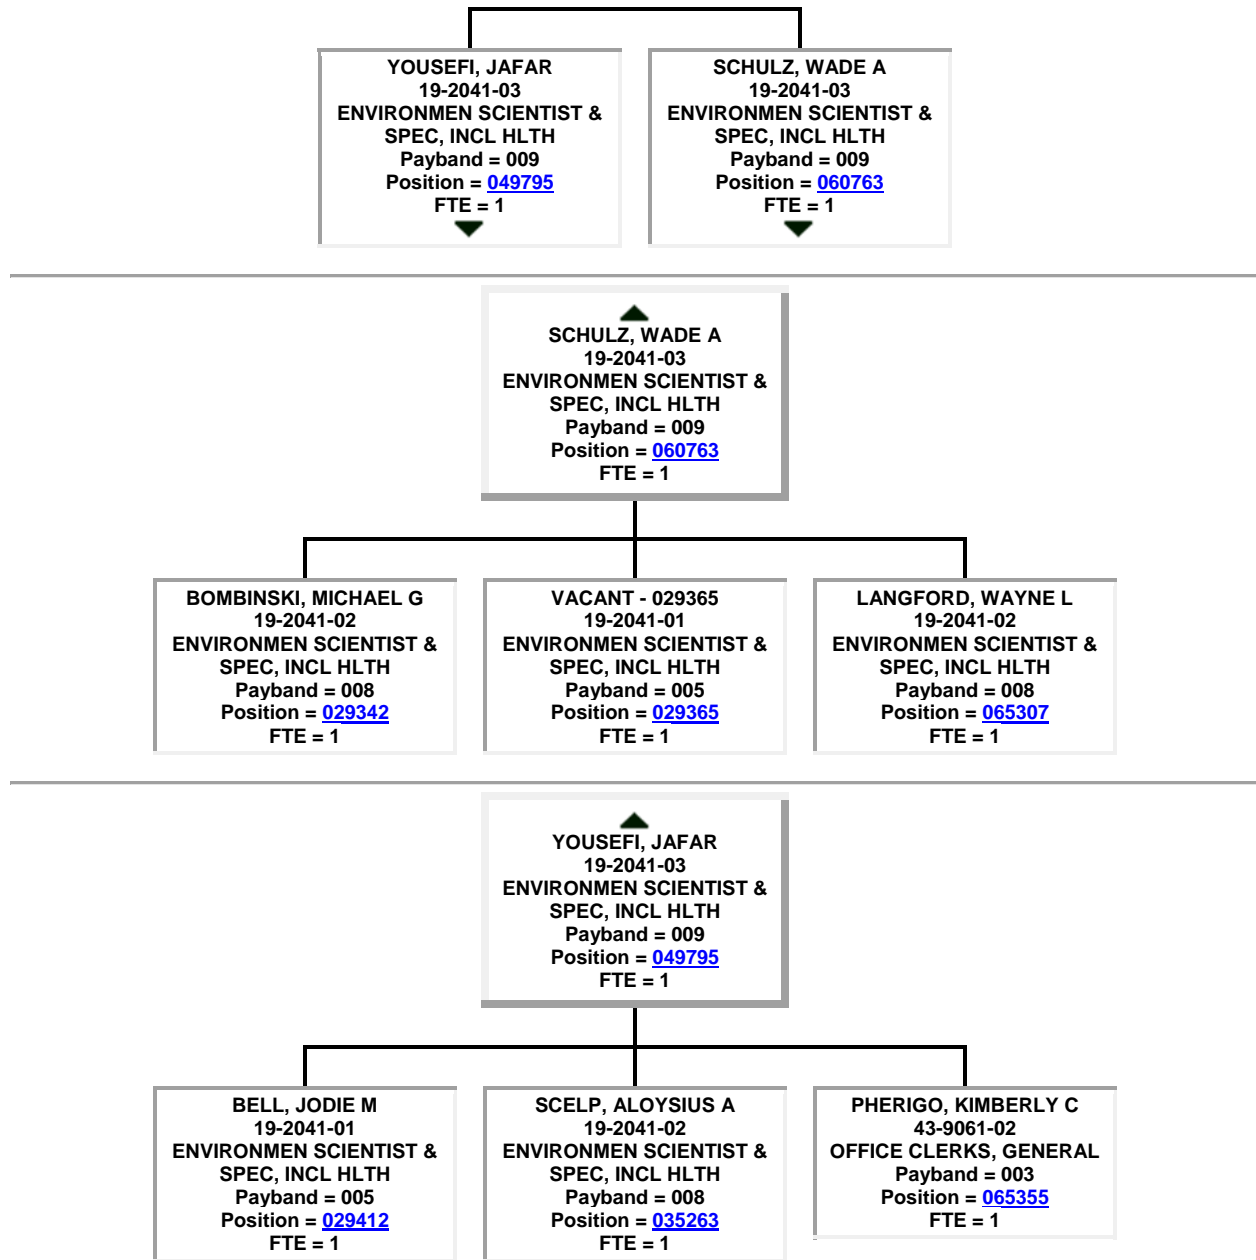 YOUSEFI, JAFAR
19-2041-03
ENVIRONMEN SCIENTIST &
SPEC, INCL HLTH
Payband = 009
Position = 049795
FTE = 1
SCHULZ, WADE A
19-2041-03
ENVIRONMEN SCIENTIST &
SPEC, INCL HLTH
Payband = 009
Position = 060763
FTE = 1
SCHULZ, WADE A
19-2041-03
ENVIRONMEN SCIENTIST &
SPEC, INCL HLTH
Payband = 009
Position = 060763
FTE = 1
BOMBINSKI, MICHAEL G
19-2041-02
ENVIRONMEN SCIENTIST &
SPEC, INCL HLTH
Payband = 008
Position = 029342
FTE = 1
VACANT - 029365
19-2041-01
ENVIRONMEN SCIENTIST &
SPEC, INCL HLTH
Payband = 005
Position = 029365
FTE = 1
LANGFORD, WAYNE L
19-2041-02
ENVIRONMEN SCIENTIST &
SPEC, INCL HLTH
Payband = 008
Position = 065307
FTE = 1
YOUSEFI, JAFAR
19-2041-03
ENVIRONMEN SCIENTIST &
SPEC, INCL HLTH
Payband = 009
Position = 049795
FTE = 1
BELL, JODIE M
19-2041-01
ENVIRONMEN SCIENTIST &
SPEC, INCL HLTH
Payband = 005
Position = 029412
FTE = 1
SCELP, ALOYSIUS A
19-2041-02
ENVIRONMEN SCIENTIST &
SPEC, INCL HLTH
Payband = 008
Position = 035263
FTE = 1
PHERIGO, KIMBERLY C
43-9061-02
OFFICE CLERKS, GENERAL
Payband = 003
Position = 065355
FTE = 1